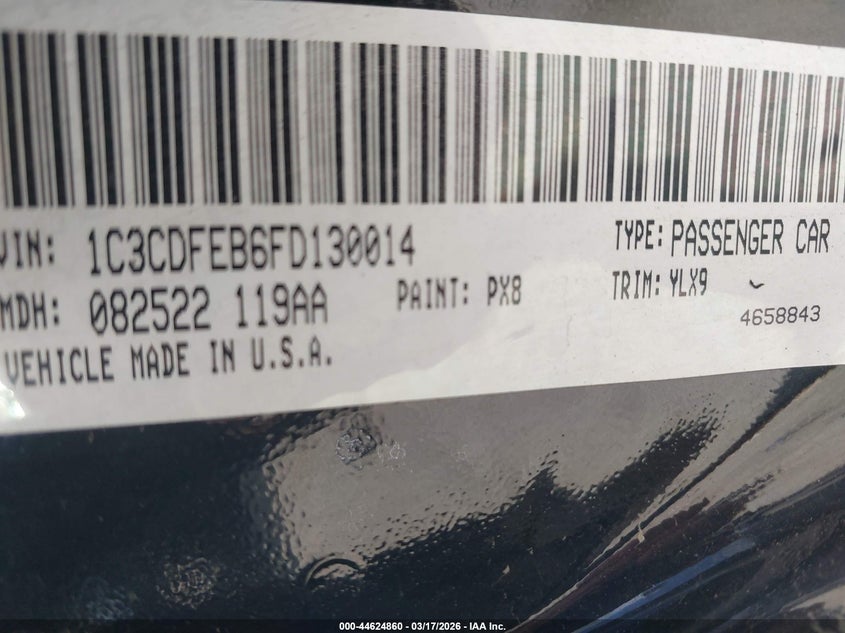 VIN: 1C3CDFEB6FD130014 TYPE: PASSENGER CAR
MDH: 082522 119AA PAINT: PX8 TRIM: YLX9
4658843
VEHICLE MADE IN U.S.A.
000-44624860 - 03/17/2026 - IAA Inc.